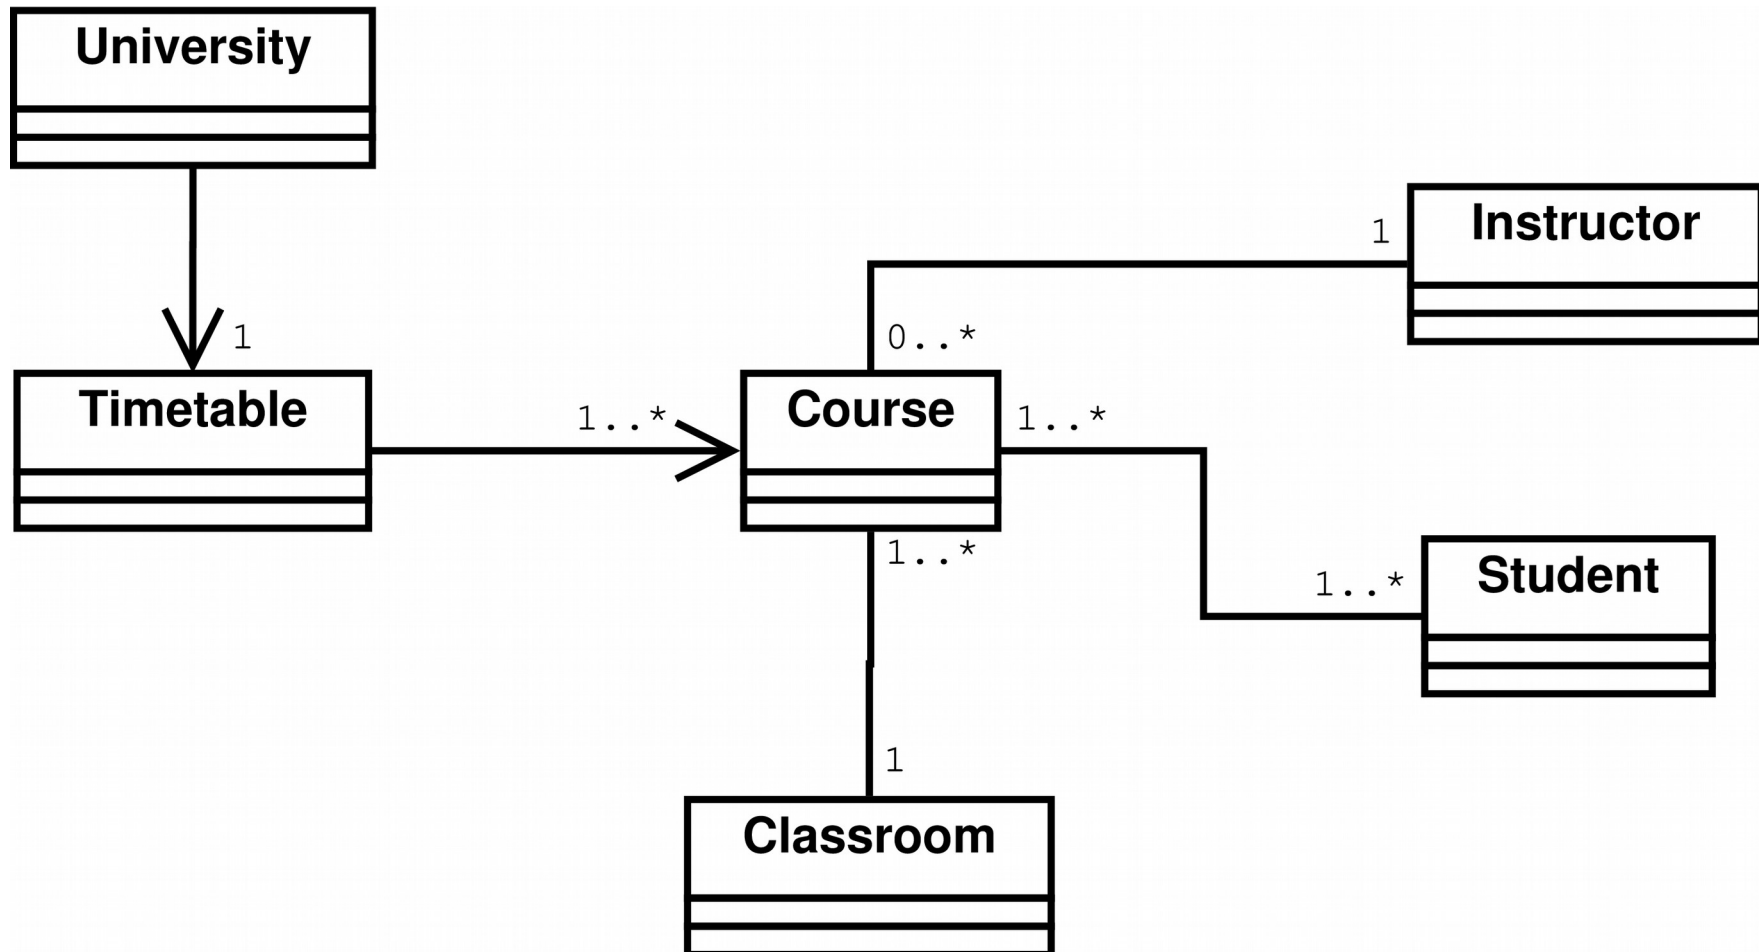 University
Instructor
1
1
0..*
Timetable
1..*
Course
1..*
1..*
1..*
Student
1
Classroom